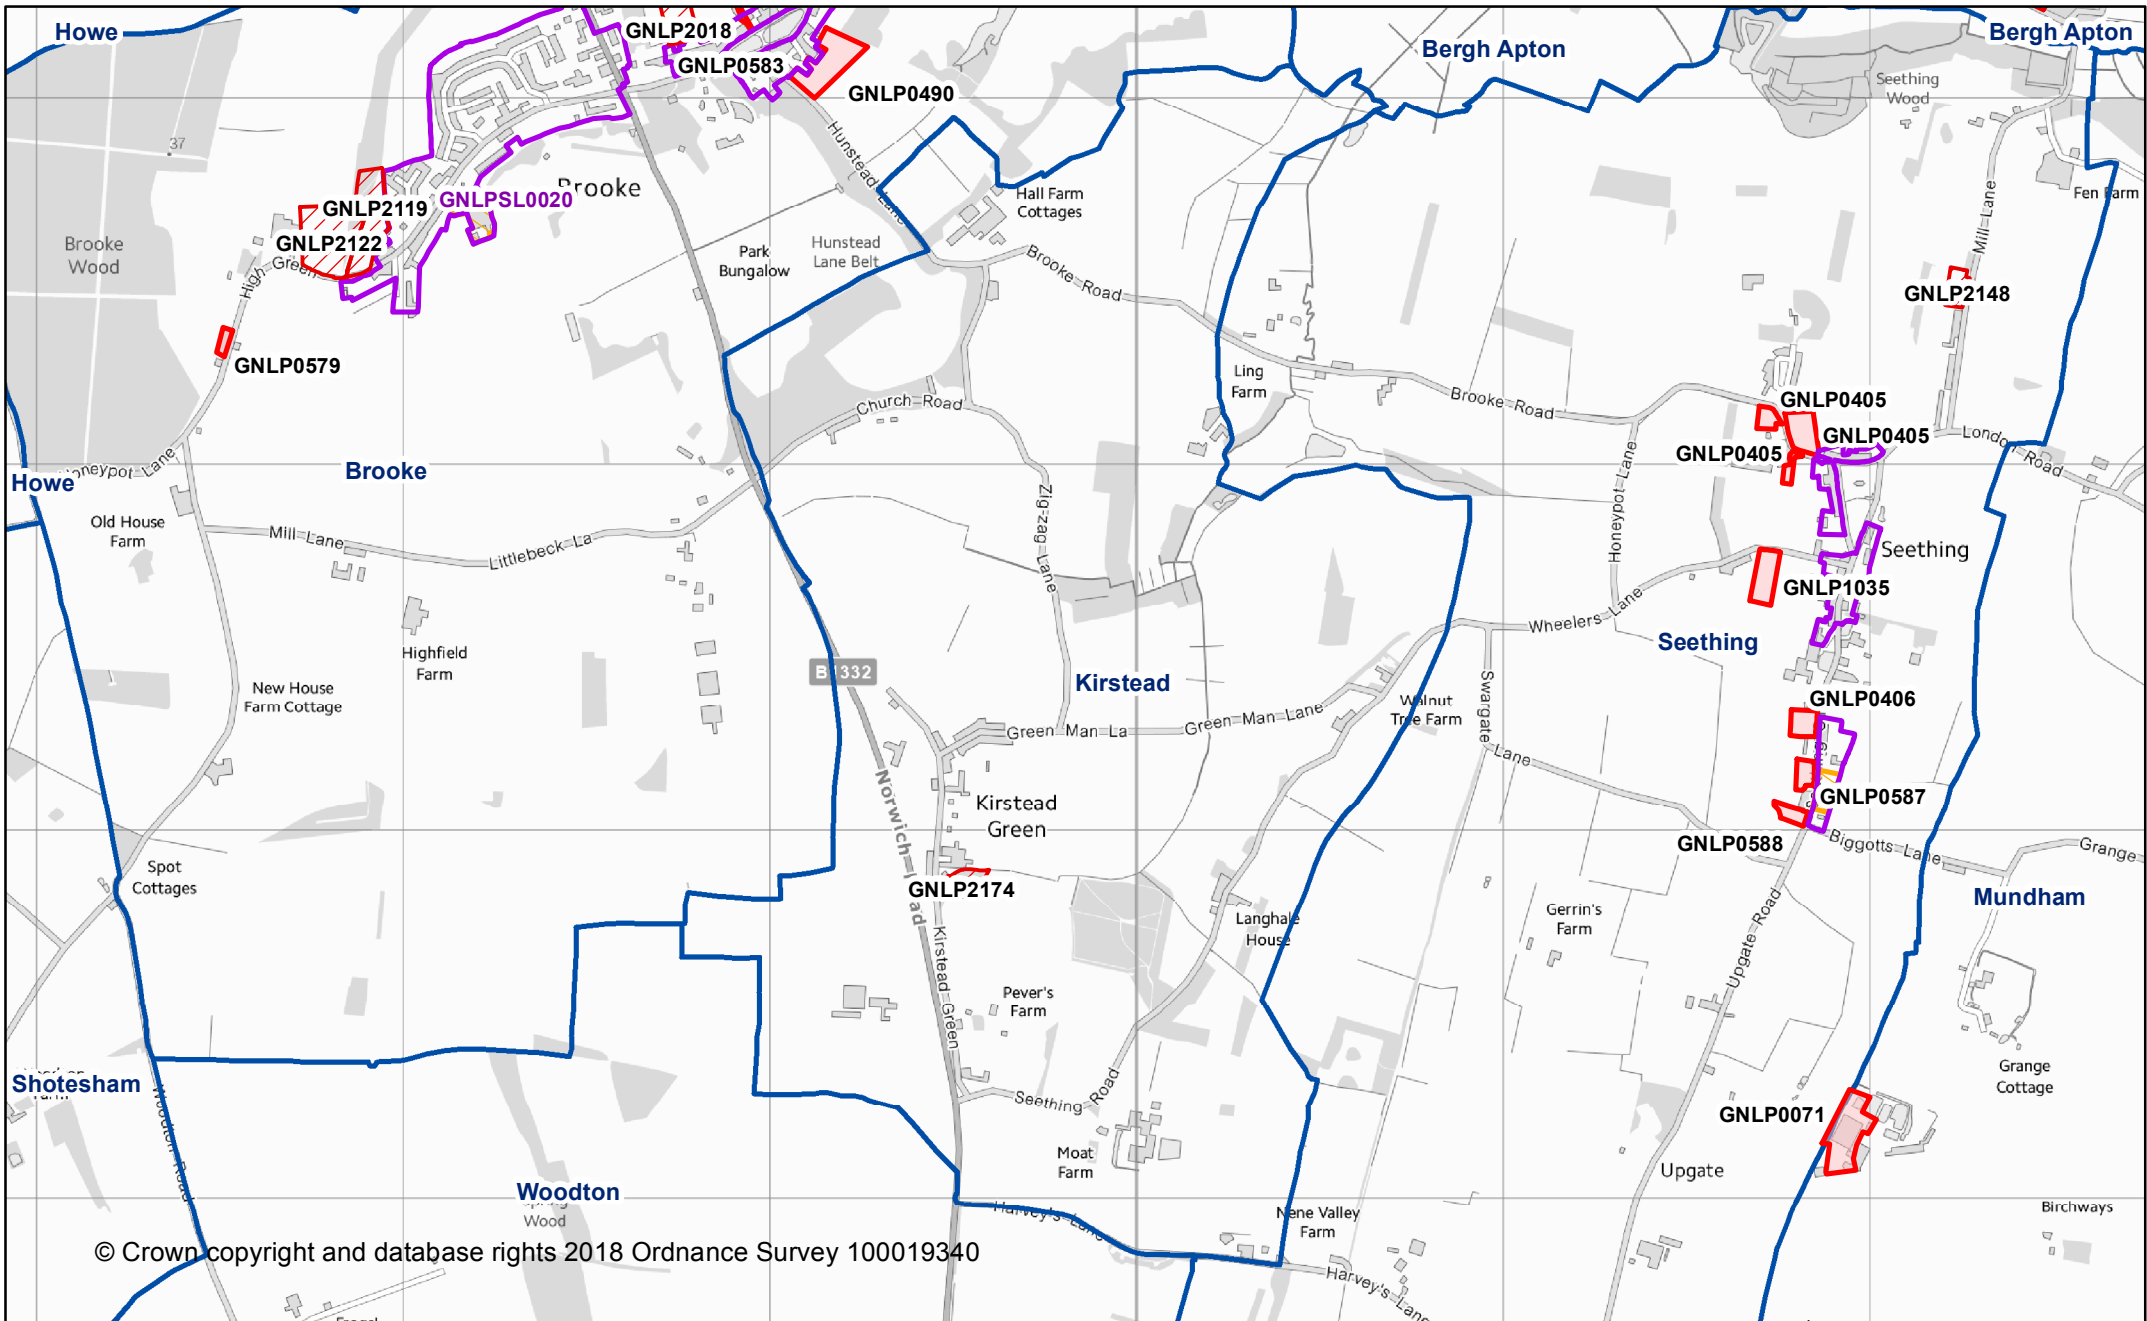 Howe
GNLP2018
Bergh Apton
Bergh Apton
GNLP0583
GNLP0490
Seething
Wood
37
Hunstead Lane
Brooke
GNLP2119
GNLPSL0020
Hall Farm
Cottages
Fen Farm
Mill Lane
GNLP2122
Brooke
Wood
High Green
Park
Bungalow
Hunstead
Lane Belt
Brooke Road
GNLP2148
GNLP0579
Ling
Farm
Brooke Road
GNLP0405
Church Road
GNLP0405
GNLP0405
London Road
Honeypot Lane
Brooke
Howe
Honeypot Lane
Zig-zag Lane
Old House
Farm
Mill Lane
Littlebeck La
Seething
GNLP1035
Wheelers Lane
Seething
Highfield
Farm
B1332
Kirstead
New House
Farm Cottage
Walnut
Tree Farm
Swargate Lane
GNLP0406
Green Man La
Green Man Lane
Norwich Road
Kirstead
Green
GNLP0587
GNLP0588
Biggotts Lane
Grange
Spot
Cottages
GNLP2174
Mundham
Langhale
House
Gerrin's
Farm
Upgate Road
Kirstead Green
Pever's
Farm
Grange
Cottage
Shotesham
Farm
Woodton Road
Seething Road
GNLP0071
Moat
Farm
Upgate
Woodton
Wood
Harvey's Lane
Nene Valley
Farm
Birchways
© Crown copyright and database rights 2018 Ordnance Survey 100019340
Harvey's Lane